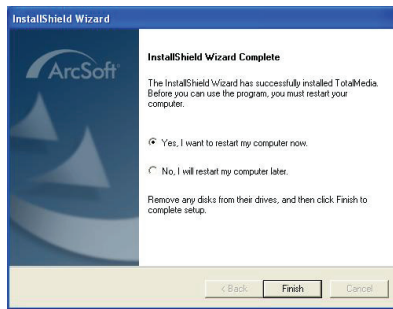 InstallShield Wizard
ArcSoft
InstallShield Wizard Complete
The InstallShield Wizard has successfully installed TotalMedia.
Before you can use the program, you must restart your
computer.
Yes, I want to restart my computer now.
No, I will restart my computer later.
Remove any disks from their drives, and then click Finish to
complete setup.
< Back
Finish
Cancel